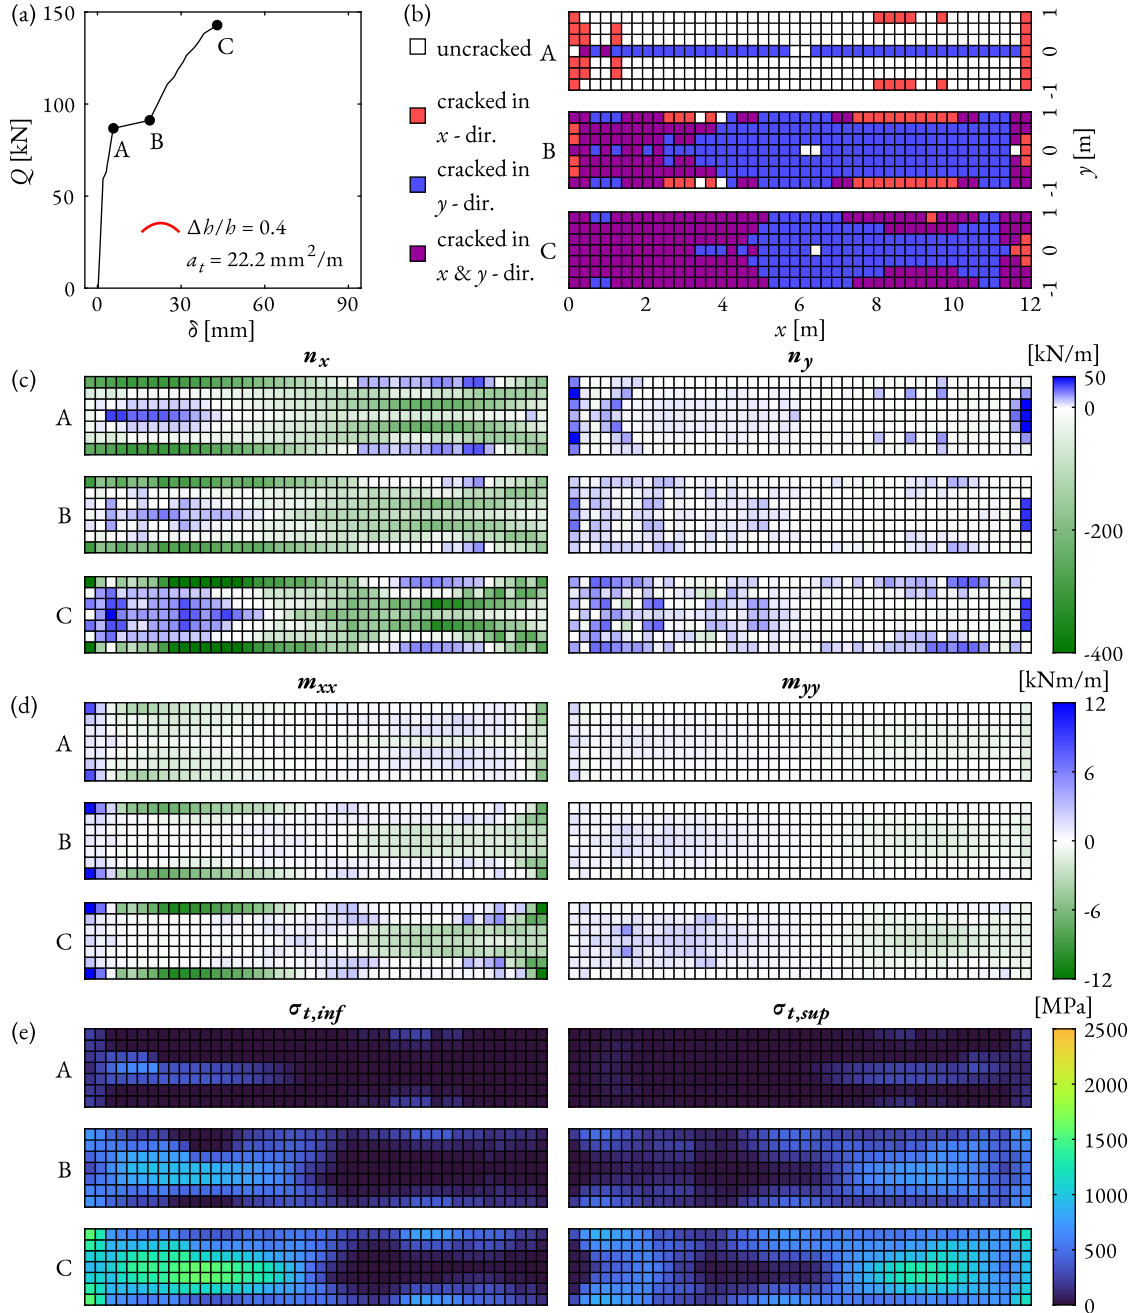 (a)
150
100
50
0
Q [kN]
A
B
C
Δh/h = 0.4
a_t = 22.2 mm²/m
0 30 60 90
δ [mm]
(b)
uncracked
cracked in
x - dir.
cracked in
y - dir.
cracked in
x & y - dir.
A
B
C
1
0
-1
1
0
-1
1
0
-1
y [m]
0 2 4 6 8 10 12
x [m]
n_x n_y
(c)
A
B
C
[kN/m]
50
0
-200
-400
m_xx m_yy
(d)
A
B
C
[kNm/m]
12
6
0
-6
-12
σ_t,inf σ_t,sup
(e)
A
B
C
[MPa]
2500
2000
1500
1000
500
0